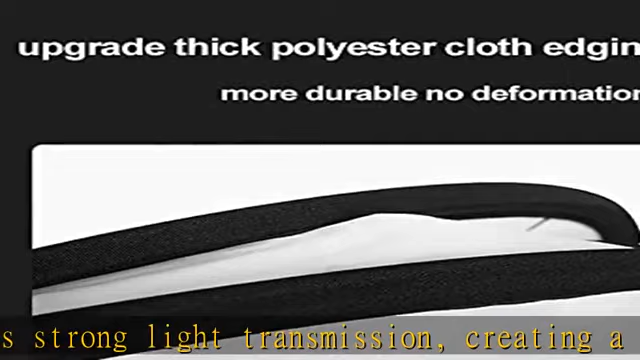 upgrade thick polyester cloth edgin
more durable no deformation
s strong light transmission, creating a